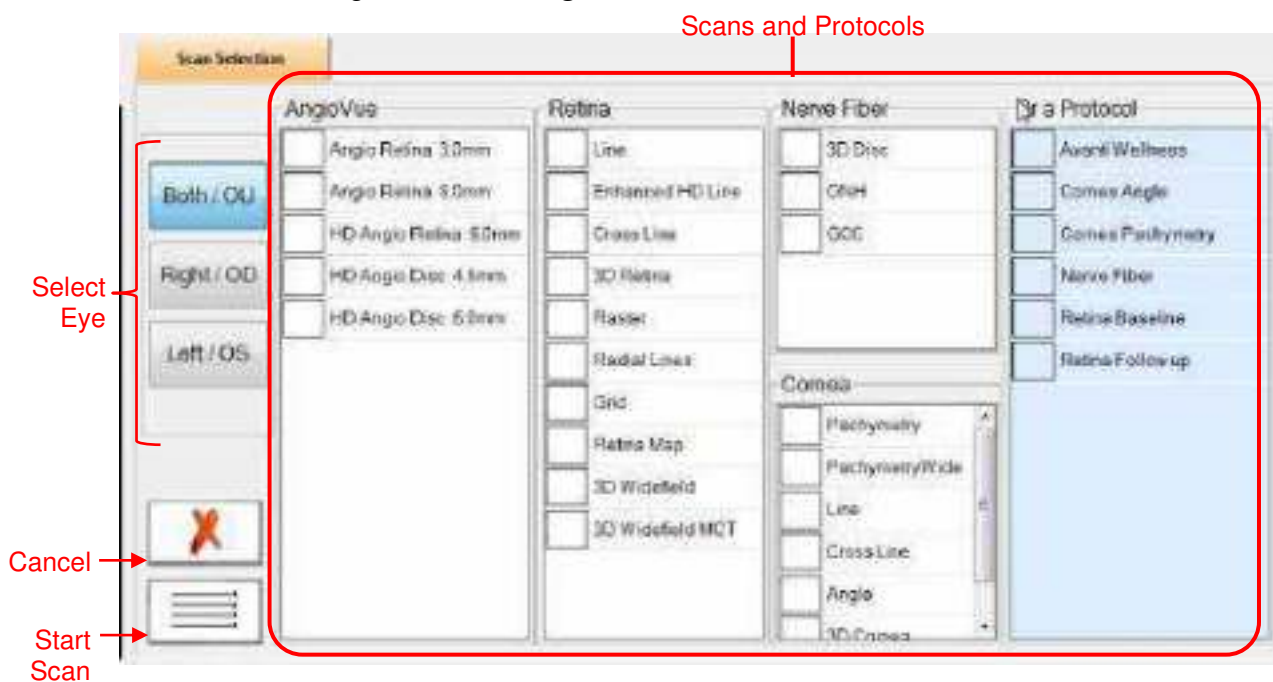 Scans and Protocols
Scan Selection
AngioVue
Angio Retina 3.0mm
Angio Retina 6.0mm
HD Angio Retina 6.0mm
HD Angio Disc 4.5mm
HD Angio Disc 6.0mm
Retina
Line
Enhanced HD Line
Cross Line
3D Retina
Raster
Radial Lines
Grid
Retina Map
3D Widefield
3D Widefield MCT
Nerve Fiber
3D Disc
ONH
GCC
Cornea
Pachymetry
PachymetryWide
Line
Cross Line
Angle
3D Cornea
Or a Protocol
Avanti Wellness
Cornea Angle
Cornea Pachymetry
Nerve Fiber
Retina Baseline
Retina Follow up
Select
Eye
Both / OU
Right / OD
Left / OS
Cancel
Start
Scan